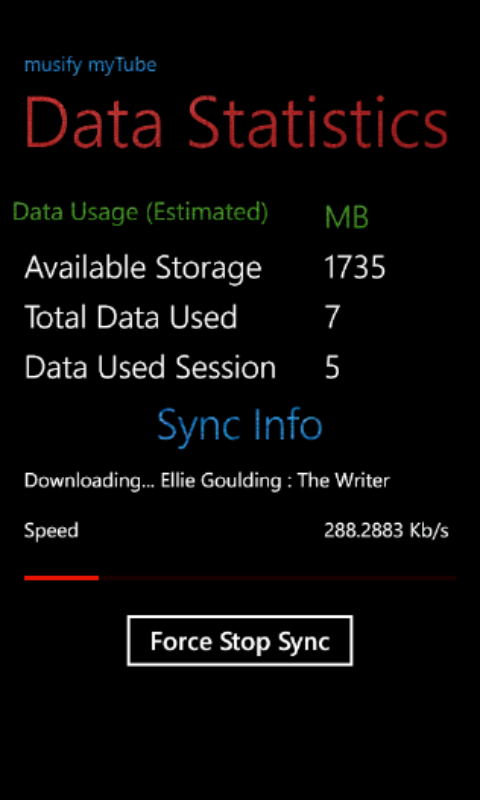 musify myTube
Data Statistics
Data Usage (Estimated) MB
Available Storage 1735
Total Data Used 7
Data Used Session 5
Sync Info
Downloading... Ellie Goulding : The Writer
Speed 288.2883 Kb/s
Force Stop Sync